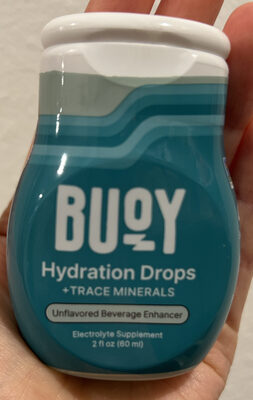 BUOY
Hydration Drops
+TRACE MINERALS
Unflavored Beverage Enhancer
Electrolyte Supplement
2 fl oz (60 ml)